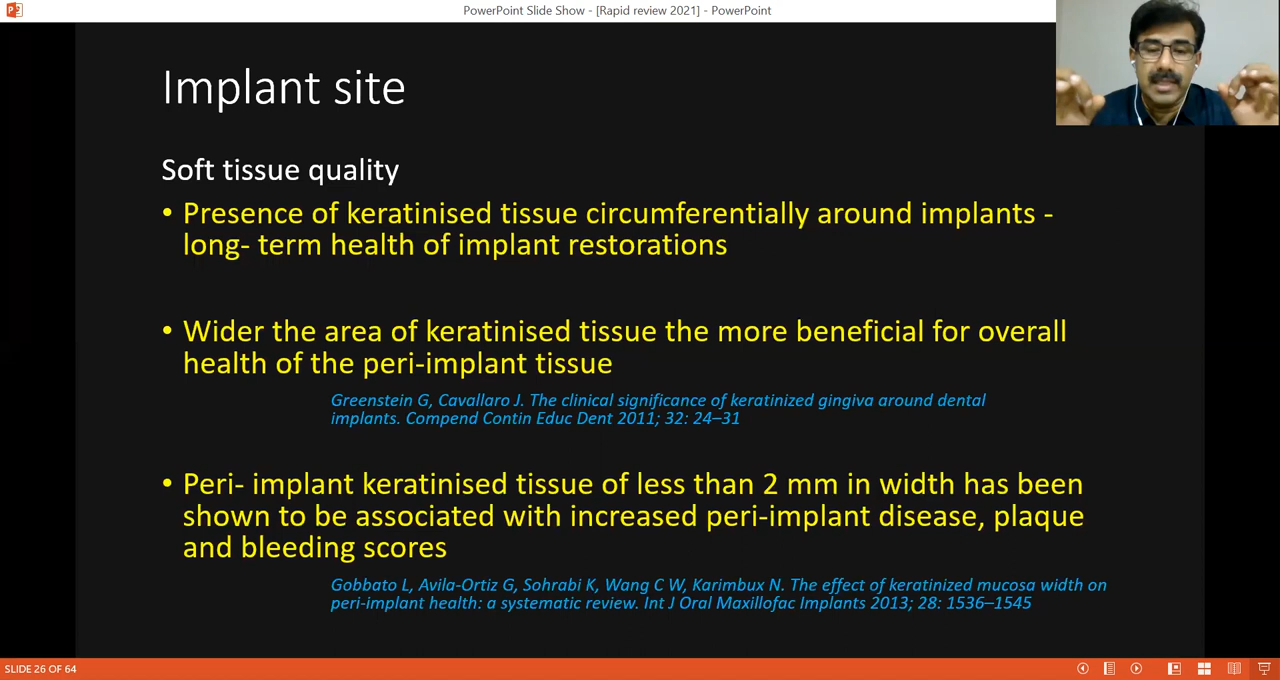 PowerPoint Slide Show - [Rapid review 2021] - PowerPoint
Implant site
Soft tissue quality
• Presence of keratinised tissue circumferentially around implants -
long- term health of implant restorations
• Wider the area of keratinised tissue the more beneficial for overall
health of the peri-implant tissue
Greenstein G, Cavallaro J. The clinical significance of keratinized gingiva around dental
implants. Compend Contin Educ Dent 2011; 32: 24–31
• Peri- implant keratinised tissue of less than 2 mm in width has been
shown to be associated with increased peri-implant disease, plaque
and bleeding scores
Gobbato L, Avila-Ortiz G, Sohrabi K, Wang C W, Karimbux N. The effect of keratinized mucosa width on
peri-implant health: a systematic review. Int J Oral Maxillofac Implants 2013; 28: 1536–1545
SLIDE 26 OF 64